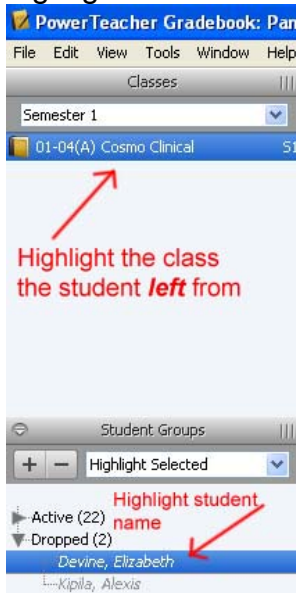 PowerTeacher Gradebook: Pan
File Edit View Tools Window Help
Classes
Semester 1
01-04(A) Cosmo Clinical S1
Highlight the class
the student left from
Student Groups
+ - Highlight Selected
Active (22)
Highlight student
name
Dropped (2)
Devine, Elizabeth
Kipila, Alexis